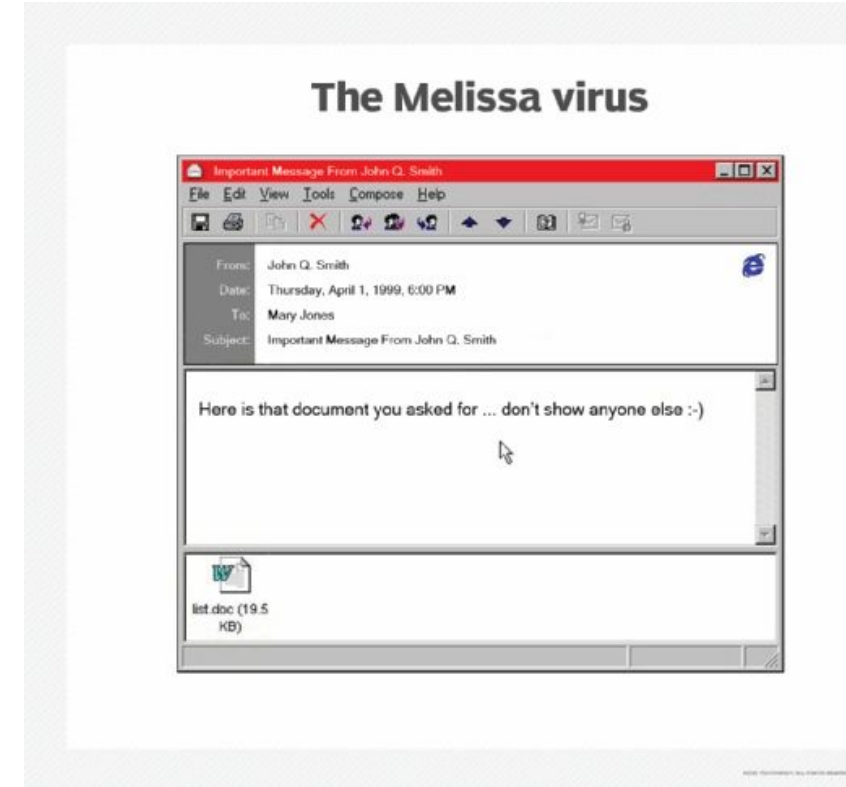 The Melissa virus
Important Message From John Q. Smith
File Edit View Tools Compose Help
From: John Q. Smith
Date: Thursday, April 1, 1999, 6:00 PM
To: Mary Jones
Subject: Important Message From John Q. Smith
Here is that document you asked for ... don't show anyone else :-)
W
list.doc (19.5
KB)